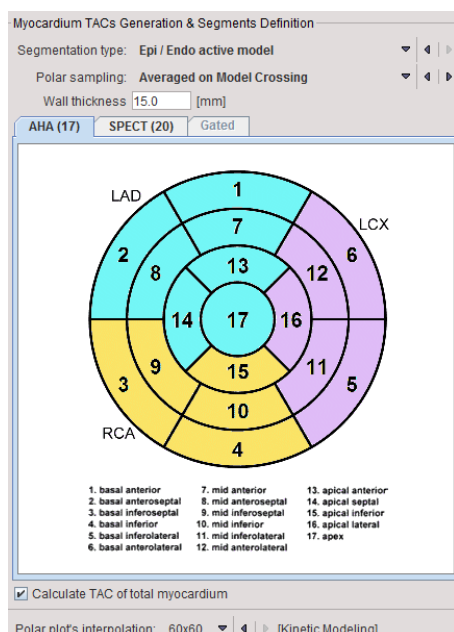 Myocardium TACs Generation & Segments Definition
Segmentation type: Epi / Endo active model
Polar sampling: Averaged on Model Crossing
Wall thickness 15.0 [mm]
AHA (17) SPECT (20) Gated
LAD
1
LCX
7
2
6
8
13
12
14
17
16
15
3
9
11
5
10
RCA
4
1. basal anterior 7. mid anterior 13. apical anterior
2. basal anteroseptal 8. mid anteroseptal 14. apical septal
3. basal inferoseptal 9. mid inferoseptal 15. apical inferior
4. basal inferior 10. mid inferior 16. apical lateral
5. basal inferolateral 11. mid inferolateral 17. apex
6. basal anterolateral 12. mid anterolateral
Calculate TAC of total myocardium
Polar plot's interpolation: 60x60 [Kinetic Modeling]